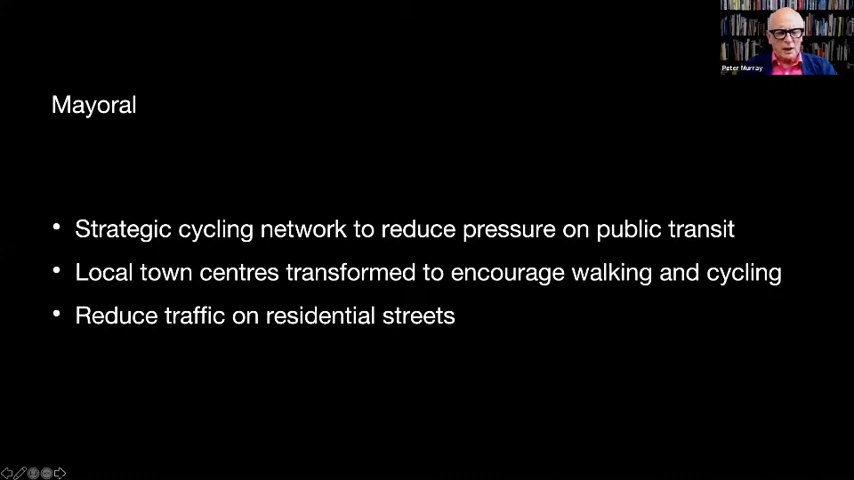 Peter Murray
Mayoral
• Strategic cycling network to reduce pressure on public transit
• Local town centres transformed to encourage walking and cycling
• Reduce traffic on residential streets